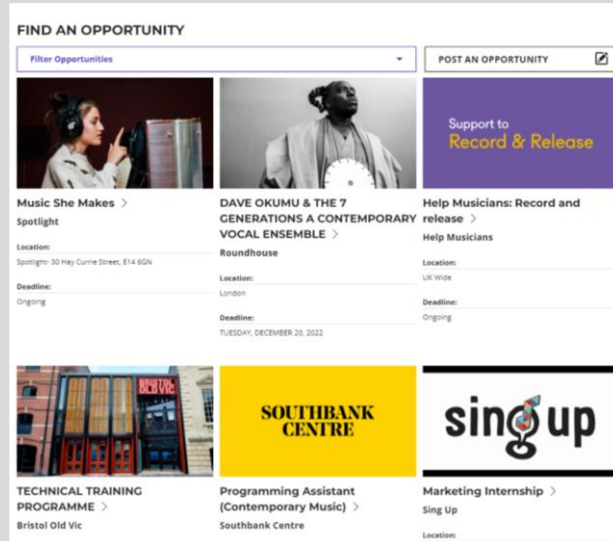 FIND AN OPPORTUNITY
Filter Opportunities
POST AN OPPORTUNITY
Support to
Record & Release
Music She Makes
Spotlight
Location:
Spotlight- 30 Hay Currie Street, E14 6GN
Deadline:
Ongoing
DAVE OKUMU & THE 7
GENERATIONS A CONTEMPORARY
VOCAL ENSEMBLE
Roundhouse
Location:
London
Deadline:
TUESDAY, DECEMBER 20, 2022
Help Musicians: Record and
release
Help Musicians
Location:
UK Wide
Deadline:
Ongoing
BRISTOL
OLD VIC
TECHNICAL TRAINING
PROGRAMME
Bristol Old Vic
SOUTHBANK
CENTRE
Programming Assistant
(Contemporary Music)
Southbank Centre
sing up
Marketing Internship
Sing Up
Location: